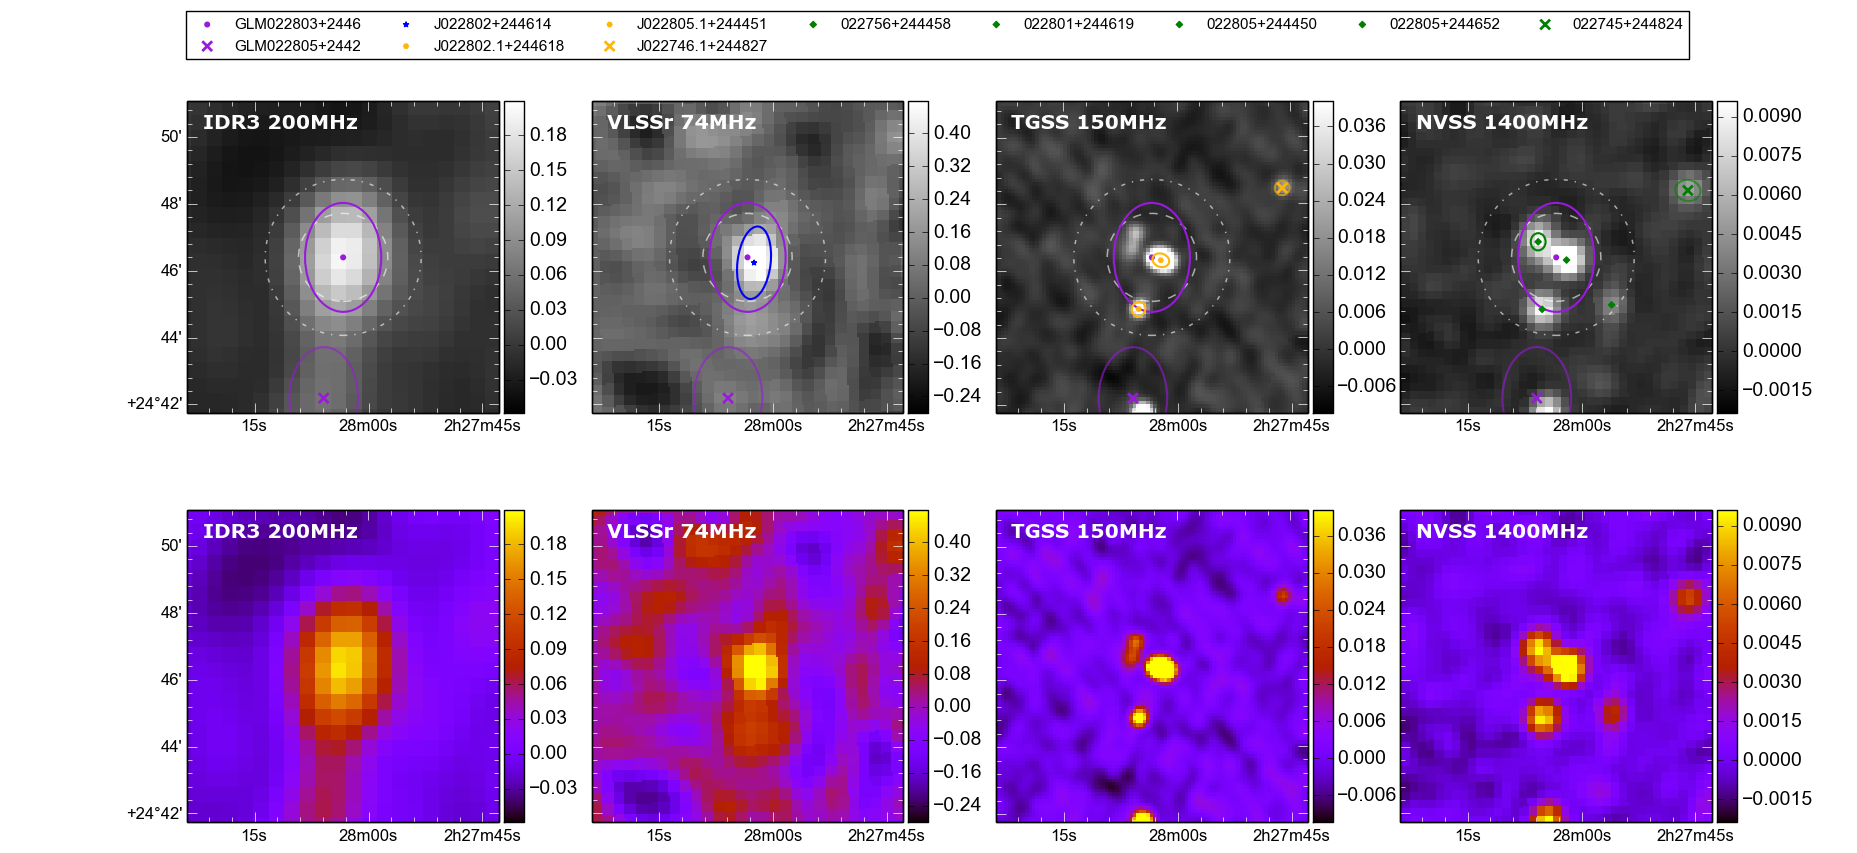 GLM022803+2446 J022802+244614 J022805.1+244451 022756+244458 022801+244619 022805+244450 022805+244652 022745+244824
GLM022805+2442 J022802.1+244618 J022746.1+244827
IDR3 200MHz VLSSr 74MHz TGSS 150MHz NVSS 1400MHz
50' 48' 46' 44' +24°42'
0.18 0.15 0.12 0.09 0.06 0.03 0.00 −0.03
0.40 0.32 0.24 0.16 0.08 0.00 −0.08 −0.16 −0.24
0.036 0.030 0.024 0.018 0.012 0.006 0.000 −0.006
0.0090 0.0075 0.0060 0.0045 0.0030 0.0015 0.0000 −0.0015
15s 28m00s 2h27m45s 15s 28m00s 2h27m45s 15s 28m00s 2h27m45s 15s 28m00s 2h27m45s
IDR3 200MHz VLSSr 74MHz TGSS 150MHz NVSS 1400MHz
50' 48' 46' 44' +24°42'
0.18 0.15 0.12 0.09 0.06 0.03 0.00 −0.03
0.40 0.32 0.24 0.16 0.08 0.00 −0.08 −0.16 −0.24
0.036 0.030 0.024 0.018 0.012 0.006 0.000 −0.006
0.0090 0.0075 0.0060 0.0045 0.0030 0.0015 0.0000 −0.0015
15s 28m00s 2h27m45s 15s 28m00s 2h27m45s 15s 28m00s 2h27m45s 15s 28m00s 2h27m45s